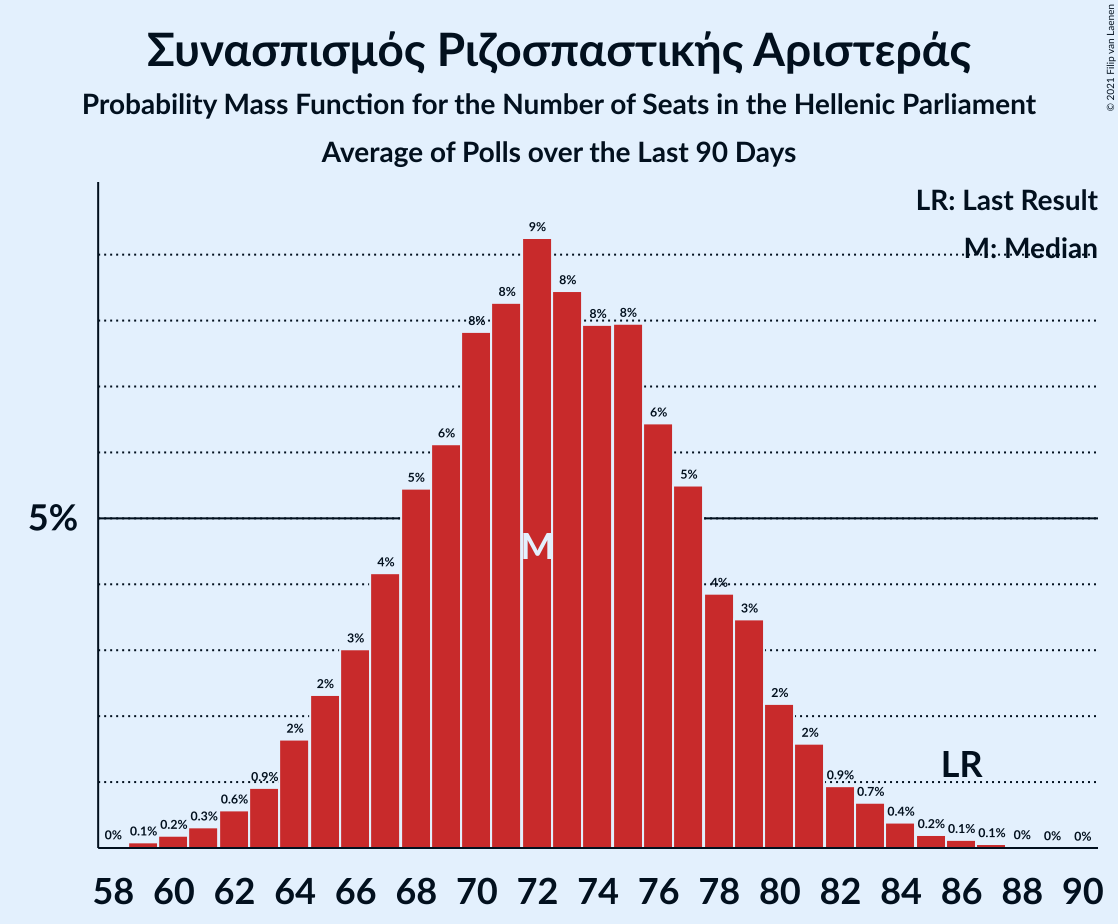 Συνασπισμός Ριζοσπαστικής Αριστεράς
Probability Mass Function for the Number of Seats in the Hellenic Parliament
Average of Polls over the Last 90 Days
© 2021 Filip van Laenen
LR: Last Result
M: Median
5%
0% 0.1% 0.2% 0.3% 0.6% 0.9% 2% 2% 3% 4% 5% 6% 8% 8% 9% 8% 8% 8% 6% 5% 4% 3% 2% 2% 0.9% 0.7% 0.4% 0.2% 0.1% 0.1% 0% 0% 0%
M
LR
58 60 62 64 66 68 70 72 74 76 78 80 82 84 86 88 90